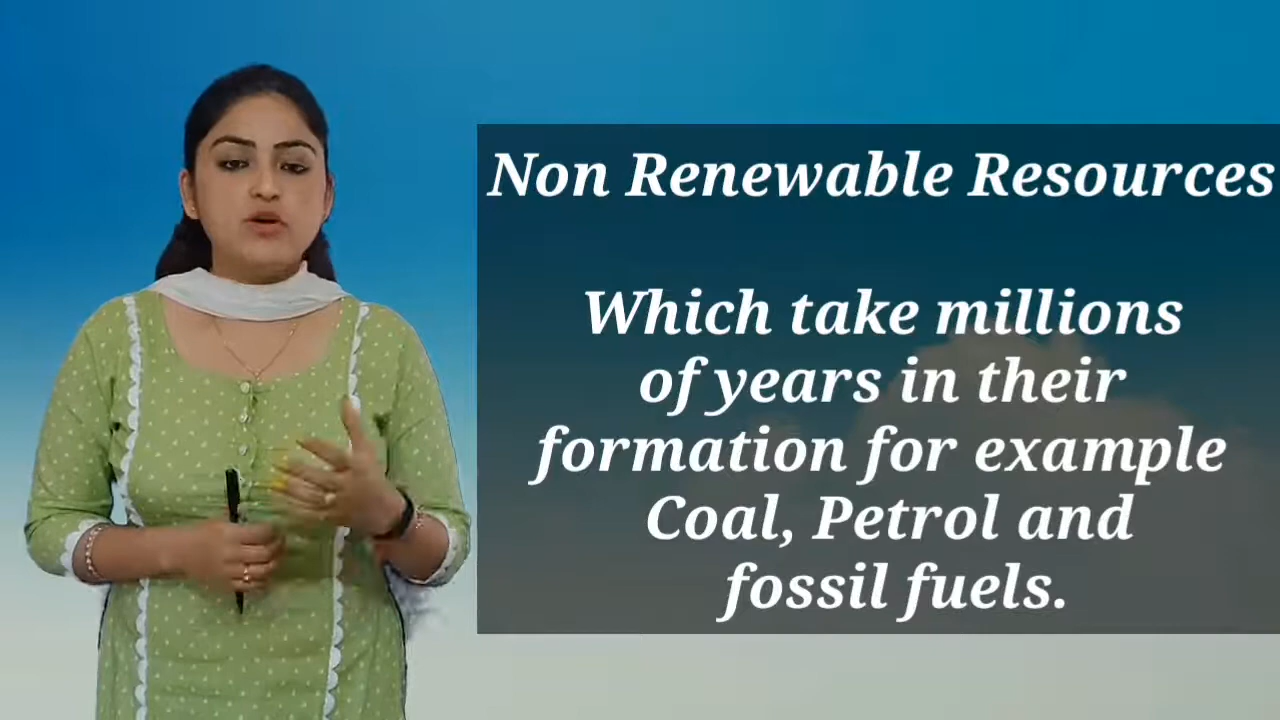 Non Renewable Resources
Which take millions
of years in their
formation for example
Coal, Petrol and
fossil fuels.